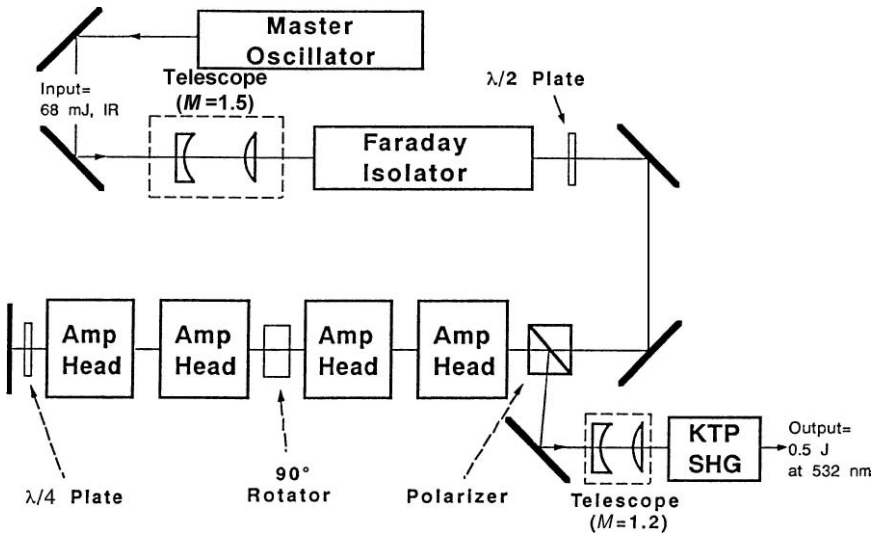 Master
Oscillator
Telescope
(M=1.5)
Input=
68 mJ, IR
λ/2 Plate
Faraday
Isolator
Amp
Head
Amp
Head
Amp
Head
Amp
Head
λ/4 Plate
90°
Rotator
Polarizer
KTP
SHG
Output=
0.5 J
at 532 nm
Telescope
(M=1.2)